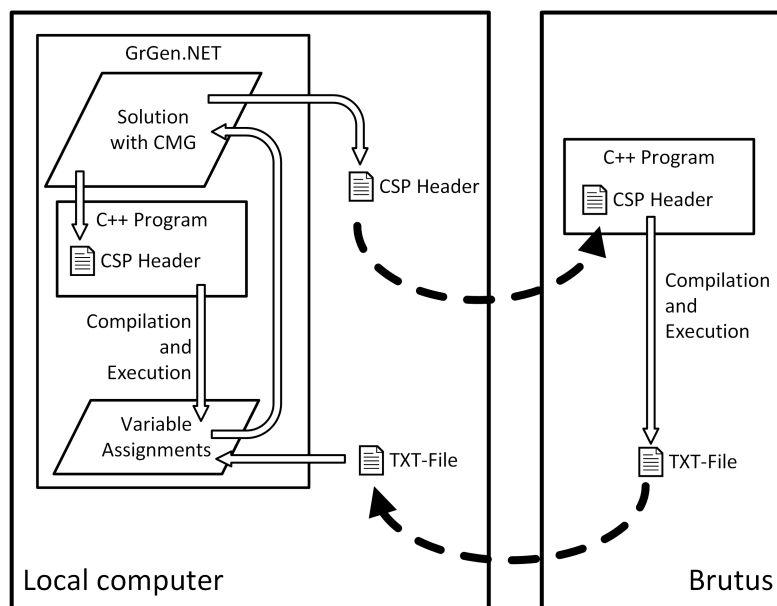 GrGen.NET
Solution
with CMG
CSP Header
C++ Program
CSP Header
Compilation
and
Execution
Variable
Assignments
TXT-File
Local computer
C++ Program
CSP Header
Compilation
and
Execution
TXT-File
Brutus